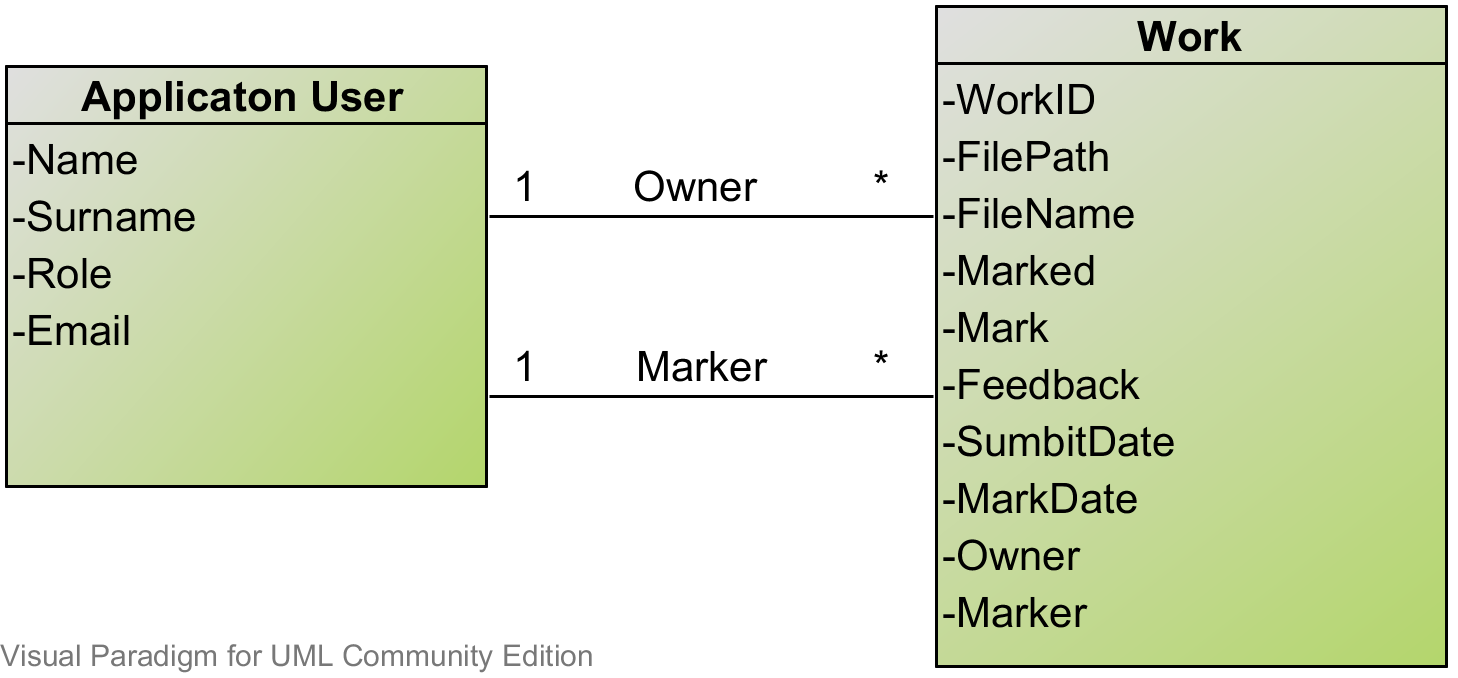 Applicaton User
-Name
-Surname
-Role
-Email
1 Owner *
1 Marker *
Work
-WorkID
-FilePath
-FileName
-Marked
-Mark
-Feedback
-SumbitDate
-MarkDate
-Owner
-Marker
Visual Paradigm for UML Community Edition